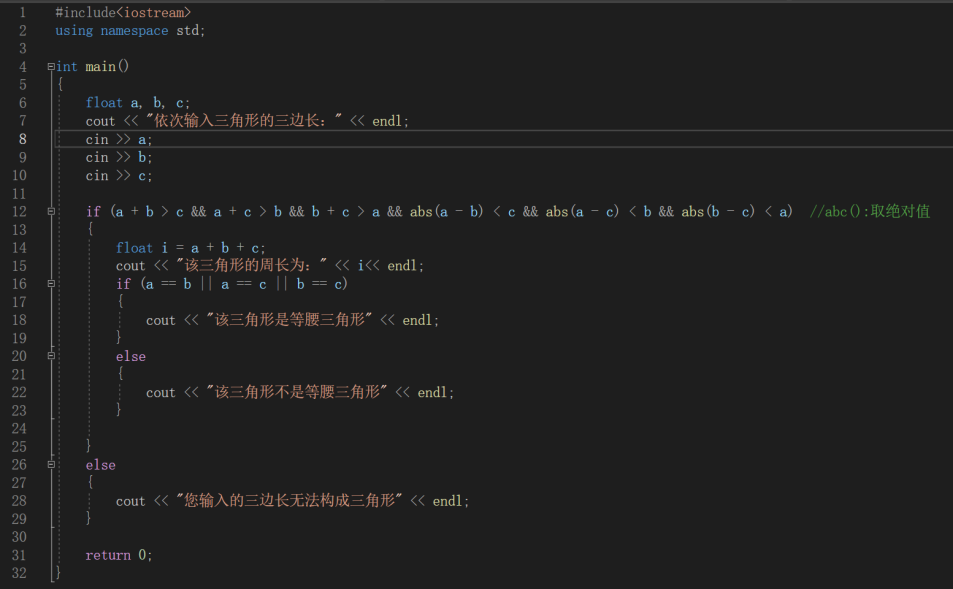 1 #include<iostream>
2 using namespace std;
3
4 int main()
5 {
6 float a, b, c;
7 cout << "依次输入三角形的三边长：" << endl;
8 cin >> a;
9 cin >> b;
10 cin >> c;
11
12 if (a + b > c && a + c > b && b + c > a && abs(a - b) < c && abs(a - c) < b && abs(b - c) < a) //abc():取绝对值
13 {
14 float i = a + b + c;
15 cout << "该三角形的周长为：" << i<< endl;
16 if (a == b || a == c || b == c)
17 {
18 cout << "该三角形是等腰三角形" << endl;
19 }
20 else
21 {
22 cout << "该三角形不是等腰三角形" << endl;
23 }
24
25 }
26 else
27 {
28 cout << "您输入的三边长无法构成三角形" << endl;
29 }
30
31 return 0;
32 }